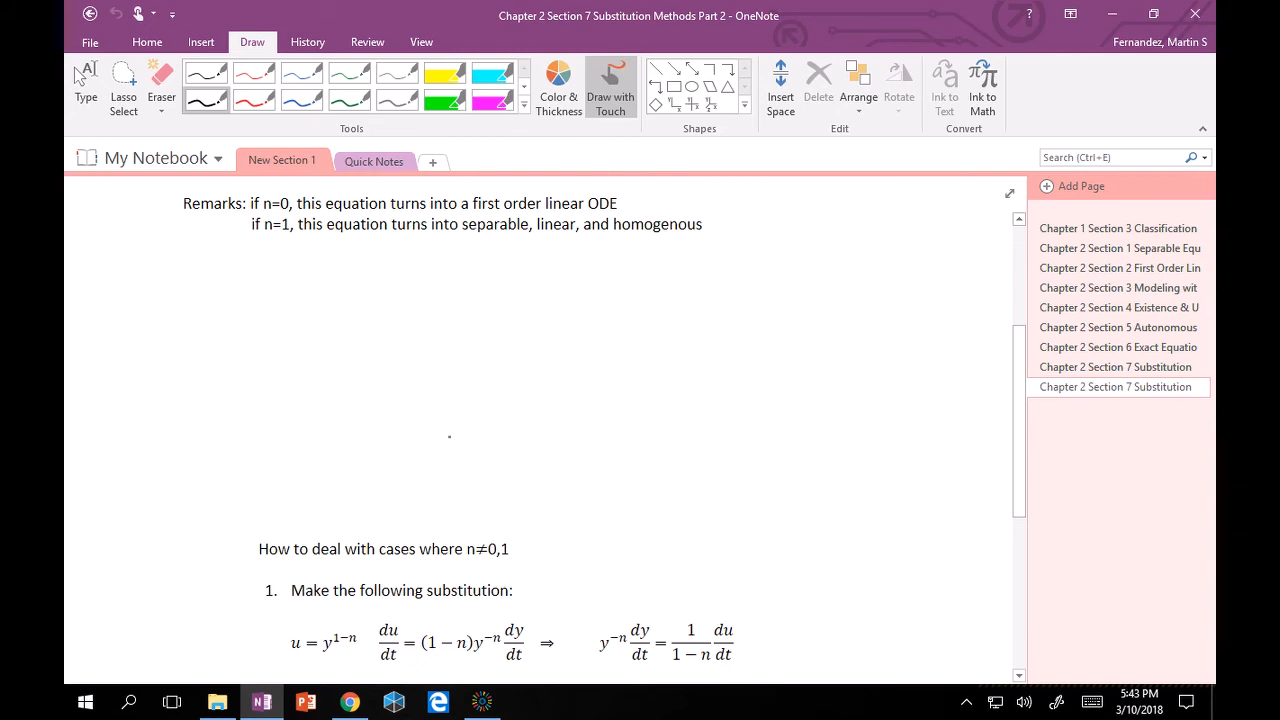 Chapter 2 Section 7 Substitution Methods Part 2 - OneNote
?
File
Home
Insert
Draw
History
Review
View
Fernandez, Martin S
Type
Lasso Select
Eraser
Color & Thickness
Draw with Touch
Insert Space
Delete
Arrange
Rotate
Ink to Text
Ink to Math
Tools
Shapes
Edit
Convert
My Notebook
New Section 1
Quick Notes
+
Search (Ctrl+E)
Add Page
Chapter 1 Section 3 Classification
Chapter 2 Section 1 Separable Equ
Chapter 2 Section 2 First Order Lin
Chapter 2 Section 3 Modeling wit
Chapter 2 Section 4 Existence & U
Chapter 2 Section 5 Autonomous
Chapter 2 Section 6 Exact Equatio
Chapter 2 Section 7 Substitution
Chapter 2 Section 7 Substitution
Remarks: if n=0, this equation turns into a first order linear ODE
if n=1, this equation turns into separable, linear, and homogenous
How to deal with cases where n≠0,1
1. Make the following substitution:
u = y^{1−n} du/dt = (1 − n)y^{−n} dy/dt ⇒ y^{−n} dy/dt = 1/(1 − n) du/dt
5:43 PM
3/10/2018